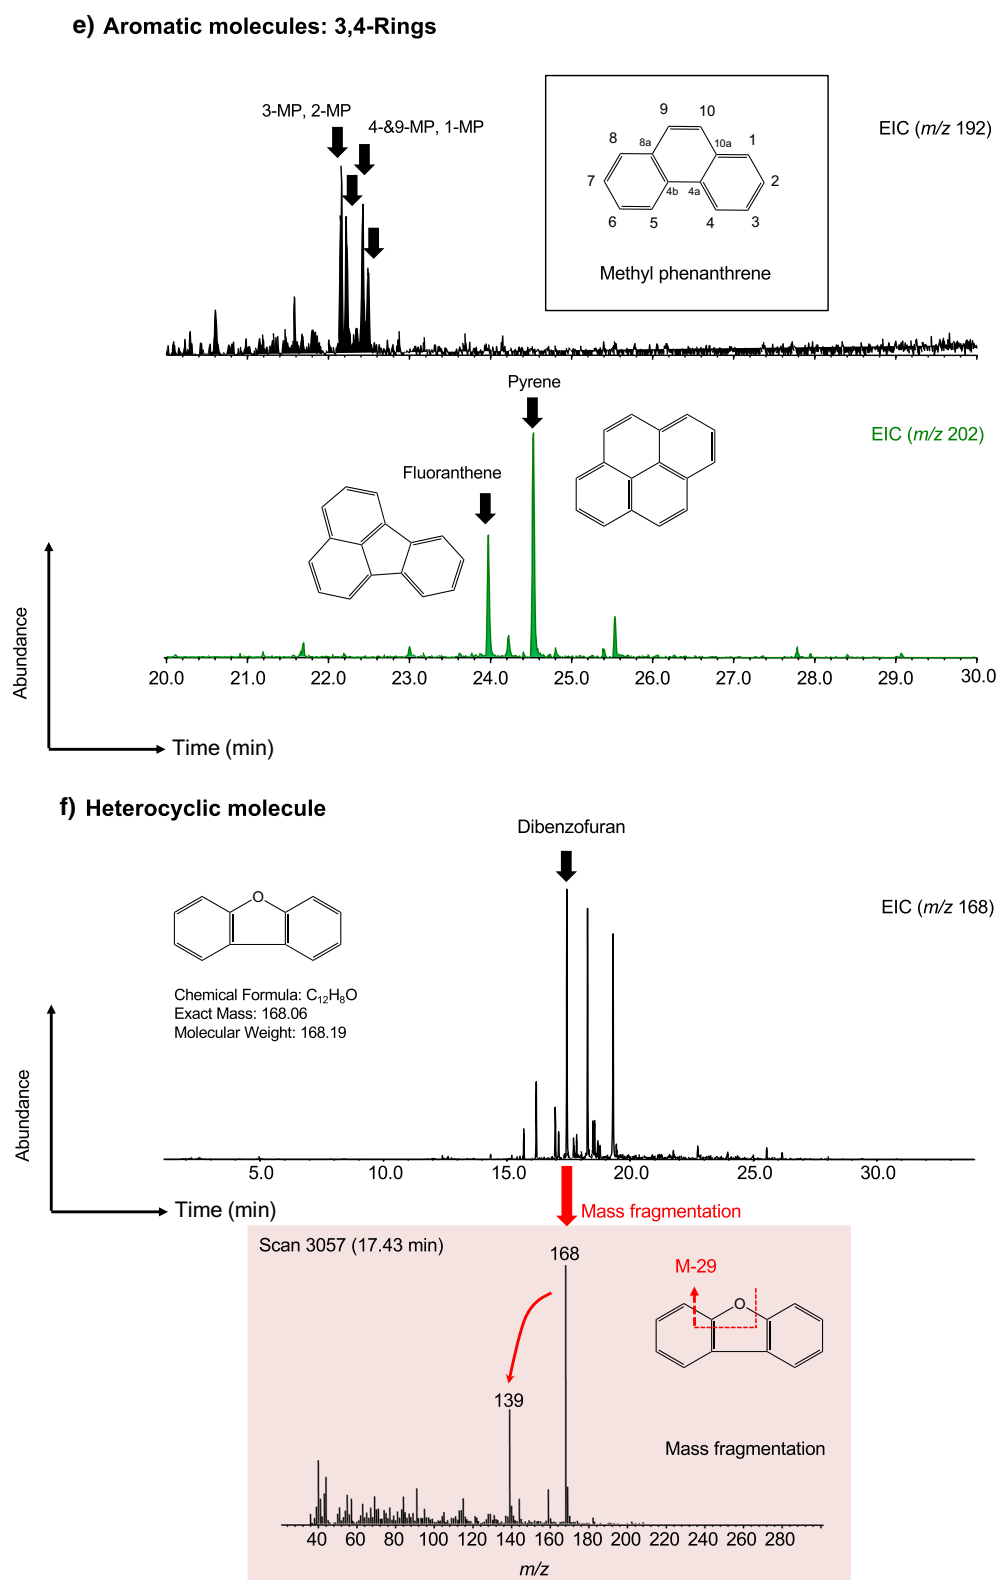 e) Aromatic molecules: 3,4-Rings
3-MP, 2-MP
4-&9-MP, 1-MP
EIC (m/z 192)
9
10
8
8a
10a
1
7
2
4b
4a
6
5
4
3
Methyl phenanthrene
Pyrene
EIC (m/z 202)
Fluoranthene
Abundance
20.0 21.0 22.0 23.0 24.0 25.0 26.0 27.0 28.0 29.0 30.0
Time (min)
f) Heterocyclic molecule
Dibenzofuran
O
EIC (m/z 168)
Chemical Formula: C₁₂H₈O
Exact Mass: 168.06
Molecular Weight: 168.19
Abundance
5.0 10.0 15.0 20.0 25.0 30.0
Time (min)
Mass fragmentation
Scan 3057 (17.43 min)
168
M-29
O
139
Mass fragmentation
40 60 80 100 120 140 160 180 200 220 240 260 280
m/z